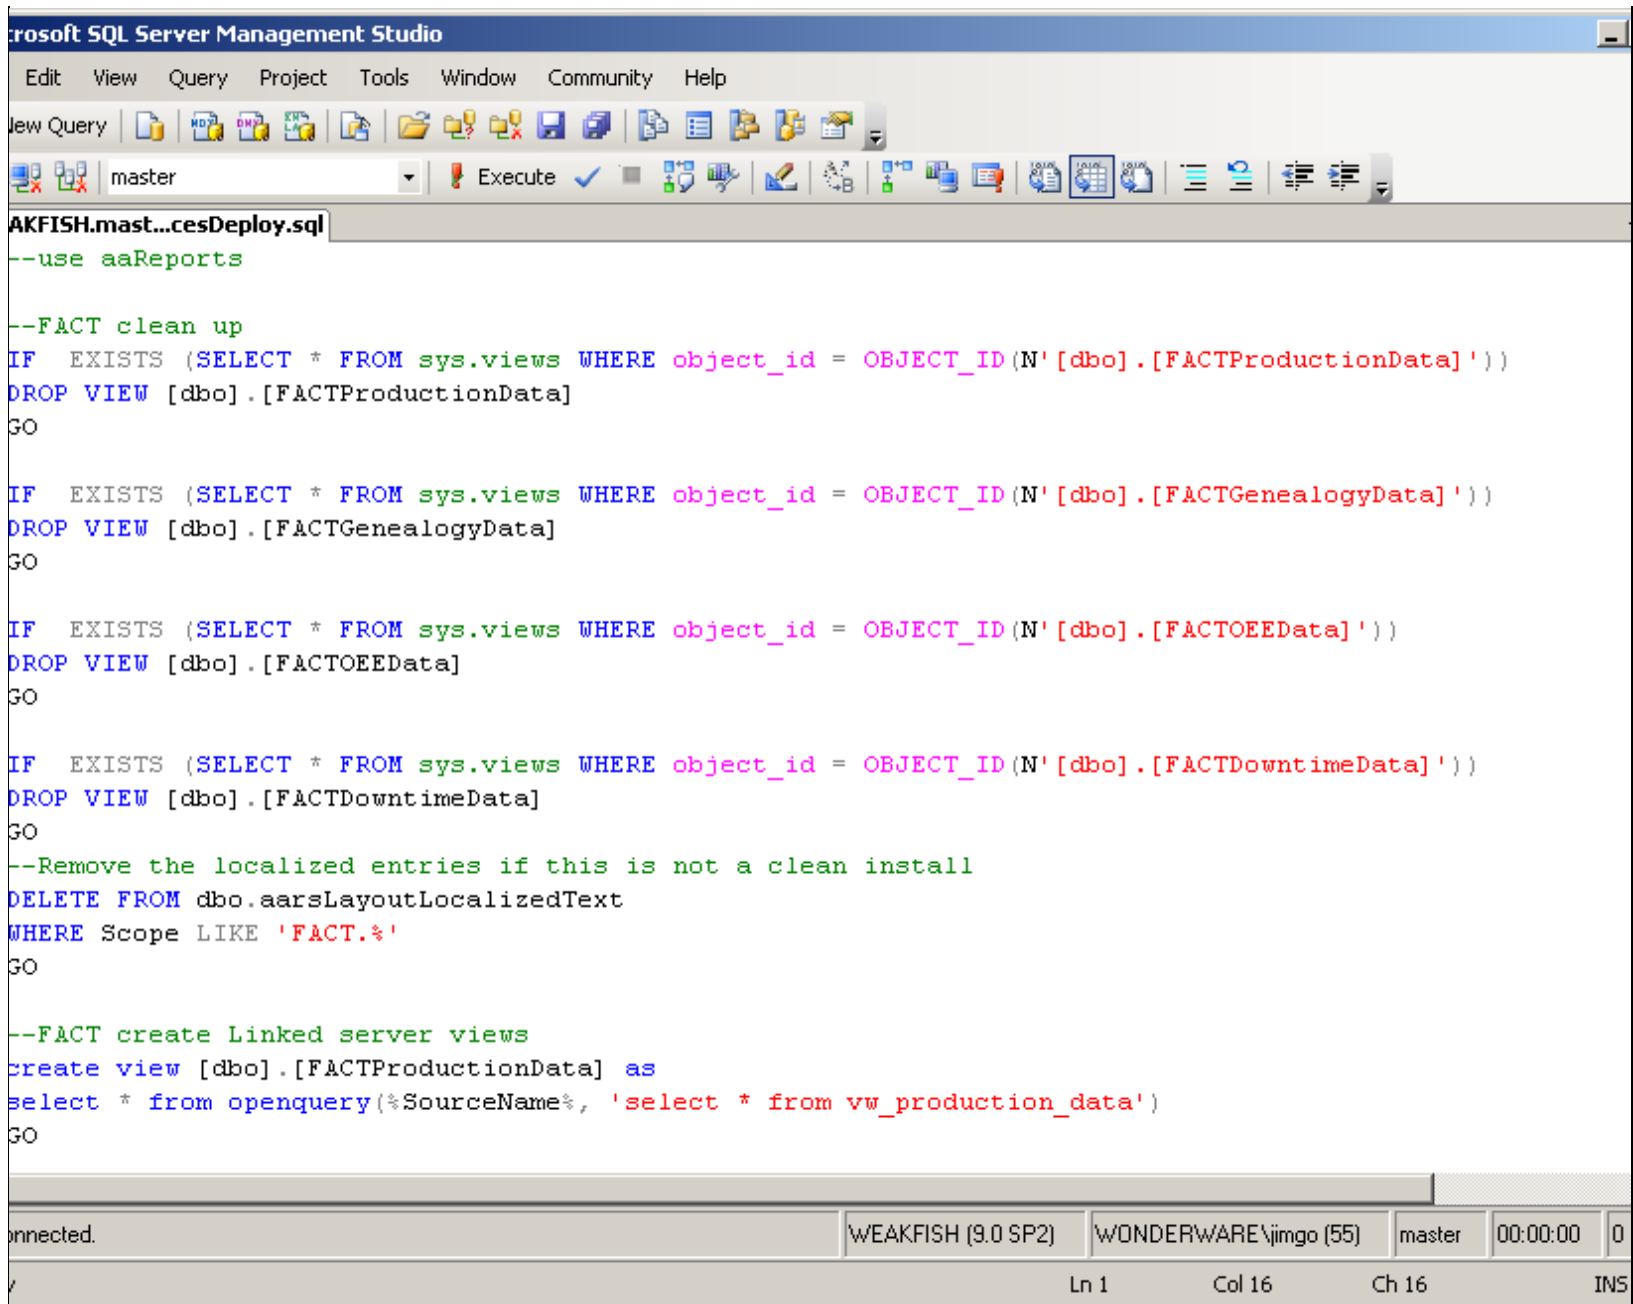 crosoft SQL Server Management Studio
Edit View Query Project Tools Window Community Help
New Query
master Execute
AKFISH.mast...cesDeploy.sql
--use aaReports
--FACT clean up
IF  EXISTS (SELECT * FROM sys.views WHERE object_id = OBJECT_ID(N'[dbo].[FACTProductionData]'))
DROP VIEW [dbo].[FACTProductionData]
GO
IF  EXISTS (SELECT * FROM sys.views WHERE object_id = OBJECT_ID(N'[dbo].[FACTGenealogyData]'))
DROP VIEW [dbo].[FACTGenealogyData]
GO
IF  EXISTS (SELECT * FROM sys.views WHERE object_id = OBJECT_ID(N'[dbo].[FACTOEEData]'))
DROP VIEW [dbo].[FACTOEEData]
GO
IF  EXISTS (SELECT * FROM sys.views WHERE object_id = OBJECT_ID(N'[dbo].[FACTDowntimeData]'))
DROP VIEW [dbo].[FACTDowntimeData]
GO
--Remove the localized entries if this is not a clean install
DELETE FROM dbo.aarsLayoutLocalizedText
WHERE Scope LIKE 'FACT.%'
GO
--FACT create Linked server views
create view [dbo].[FACTProductionData] as
select * from openquery(%SourceName%, 'select * from vw_production_data')
GO
onnected. WEAKFISH (9.0 SP2) WONDERWARE\jimgo (55) master 00:00:00 0
Ln 1 Col 16 Ch 16 INS